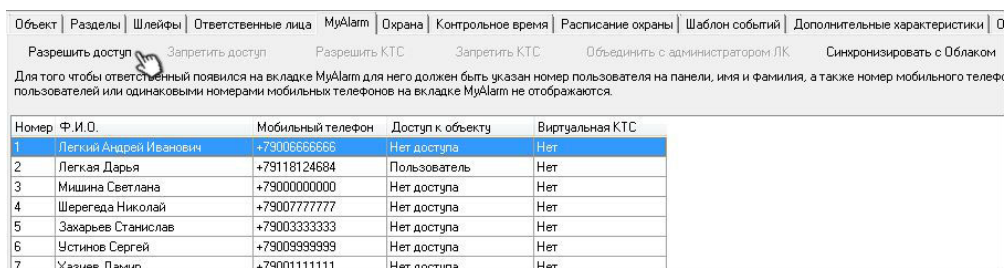 Объект Разделы Шлейфы Ответственные лица MyAlarm Охрана Контрольное время Расписание охраны Шаблон событий Дополнительные характеристики
Разрешить доступ Запретить доступ Разрешить КТС Запретить КТС Объединить с администратором ЛК Синхронизировать с Облаком
Для того чтобы ответственный появился на вкладке MyAlarm для него должен быть указан номер пользователя на панели, имя и фамилия, а также номер мобильного
пользователей или одинаковыми номерами мобильных телефонов на вкладке MyAlarm не отображаются.
Номер Ф.И.О. Мобильный телефон Доступ к объекту Виртуальная КТС
1 Легкий Андрей Иванович +79006666666 Нет доступа Нет
2 Легкая Дарья +79118124684 Пользователь Нет
3 Мишина Светлана +79000000000 Нет доступа Нет
4 Шерегеда Николай +79007777777 Нет доступа Нет
5 Захарьев Станислав +79003333333 Нет доступа Нет
6 Устинов Сергей +79009999999 Нет доступа Нет
7 Хазиев Дамир +79001111111 Нет доступа Нет